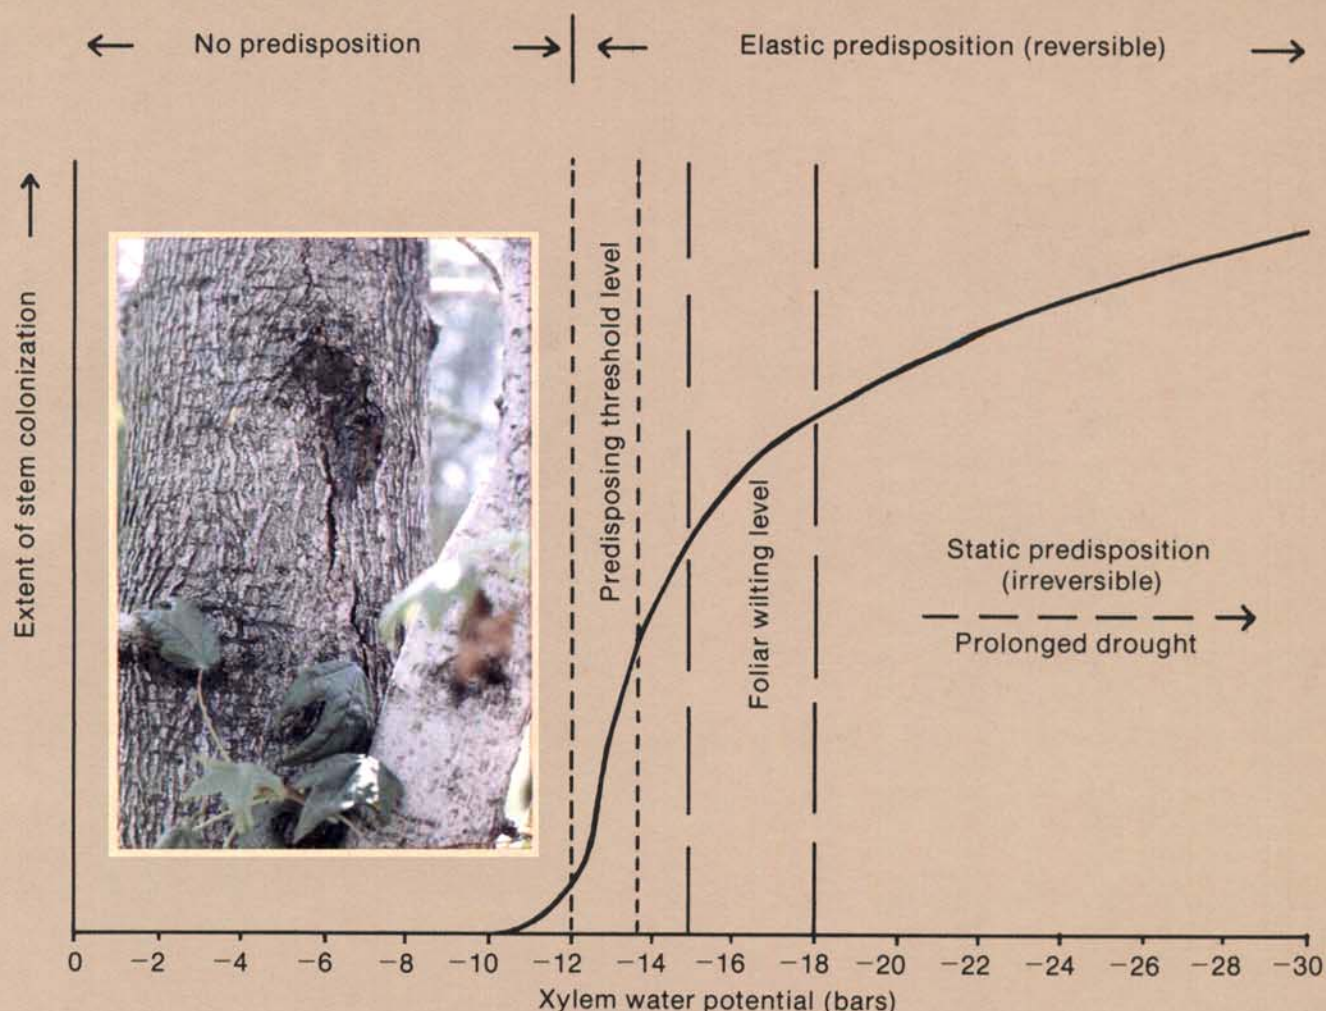 No predisposition
Elastic predisposition (reversible)
Extent of stem colonization
Predisposing threshold level
Foliar wilting level
Static predisposition
(irreversible)
Prolonged drought
0 −2 −4 −6 −8 −10 −12 −14 −16 −18 −20 −22 −24 −26 −28 −30
Xylem water potential (bars)